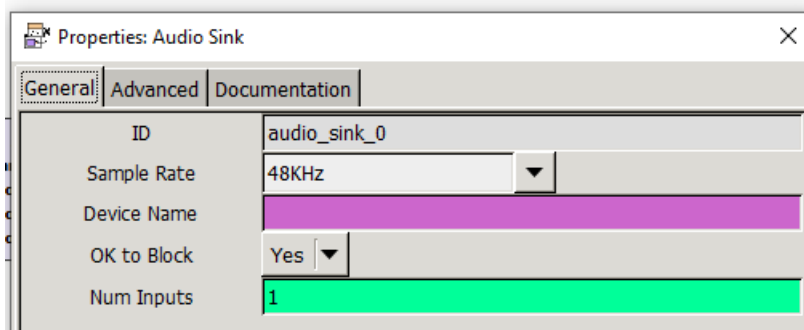 Properties: Audio Sink
General Advanced Documentation
ID audio_sink_0
Sample Rate 48KHz
Device Name
OK to Block Yes
Num Inputs 1